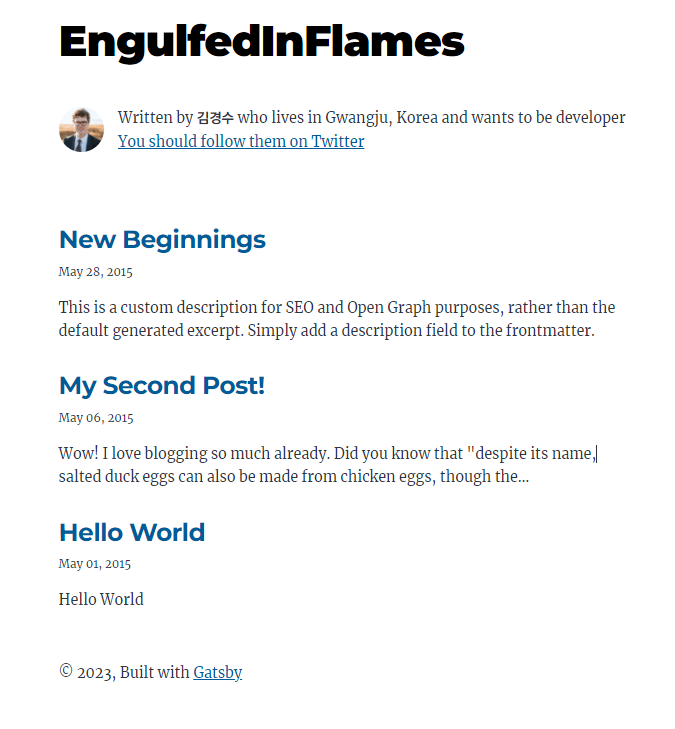 EngulfedInFlames
Written by 김경수 who lives in Gwangju, Korea and wants to be developer
You should follow them on Twitter
New Beginnings
May 28, 2015
This is a custom description for SEO and Open Graph purposes, rather than the
default generated excerpt. Simply add a description field to the frontmatter.
My Second Post!
May 06, 2015
Wow! I love blogging so much already. Did you know that "despite its name,
salted duck eggs can also be made from chicken eggs, though the…
Hello World
May 01, 2015
Hello World
© 2023, Built with Gatsby